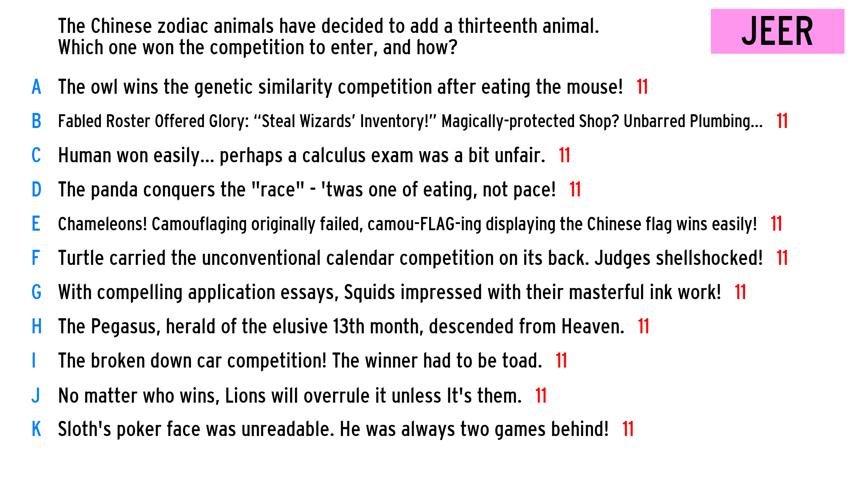 The Chinese zodiac animals have decided to add a thirteenth animal.
Which one won the competition to enter, and how?
JEER
A The owl wins the genetic similarity competition after eating the mouse! 11
B Fabled Roster Offered Glory: “Steal Wizards’ Inventory!” Magically-protected Shop? Unbarred Plumbing... 11
C Human won easily... perhaps a calculus exam was a bit unfair. 11
D The panda conquers the "race" - 'twas one of eating, not pace! 11
E Chameleons! Camouflaging originally failed, camou-FLAG-ing displaying the Chinese flag wins easily! 11
F Turtle carried the unconventional calendar competition on its back. Judges shellshocked! 11
G With compelling application essays, Squids impressed with their masterful ink work! 11
H The Pegasus, herald of the elusive 13th month, descended from Heaven. 11
I The broken down car competition! The winner had to be toad. 11
J No matter who wins, Lions will overrule it unless It's them. 11
K Sloth's poker face was unreadable. He was always two games behind! 11